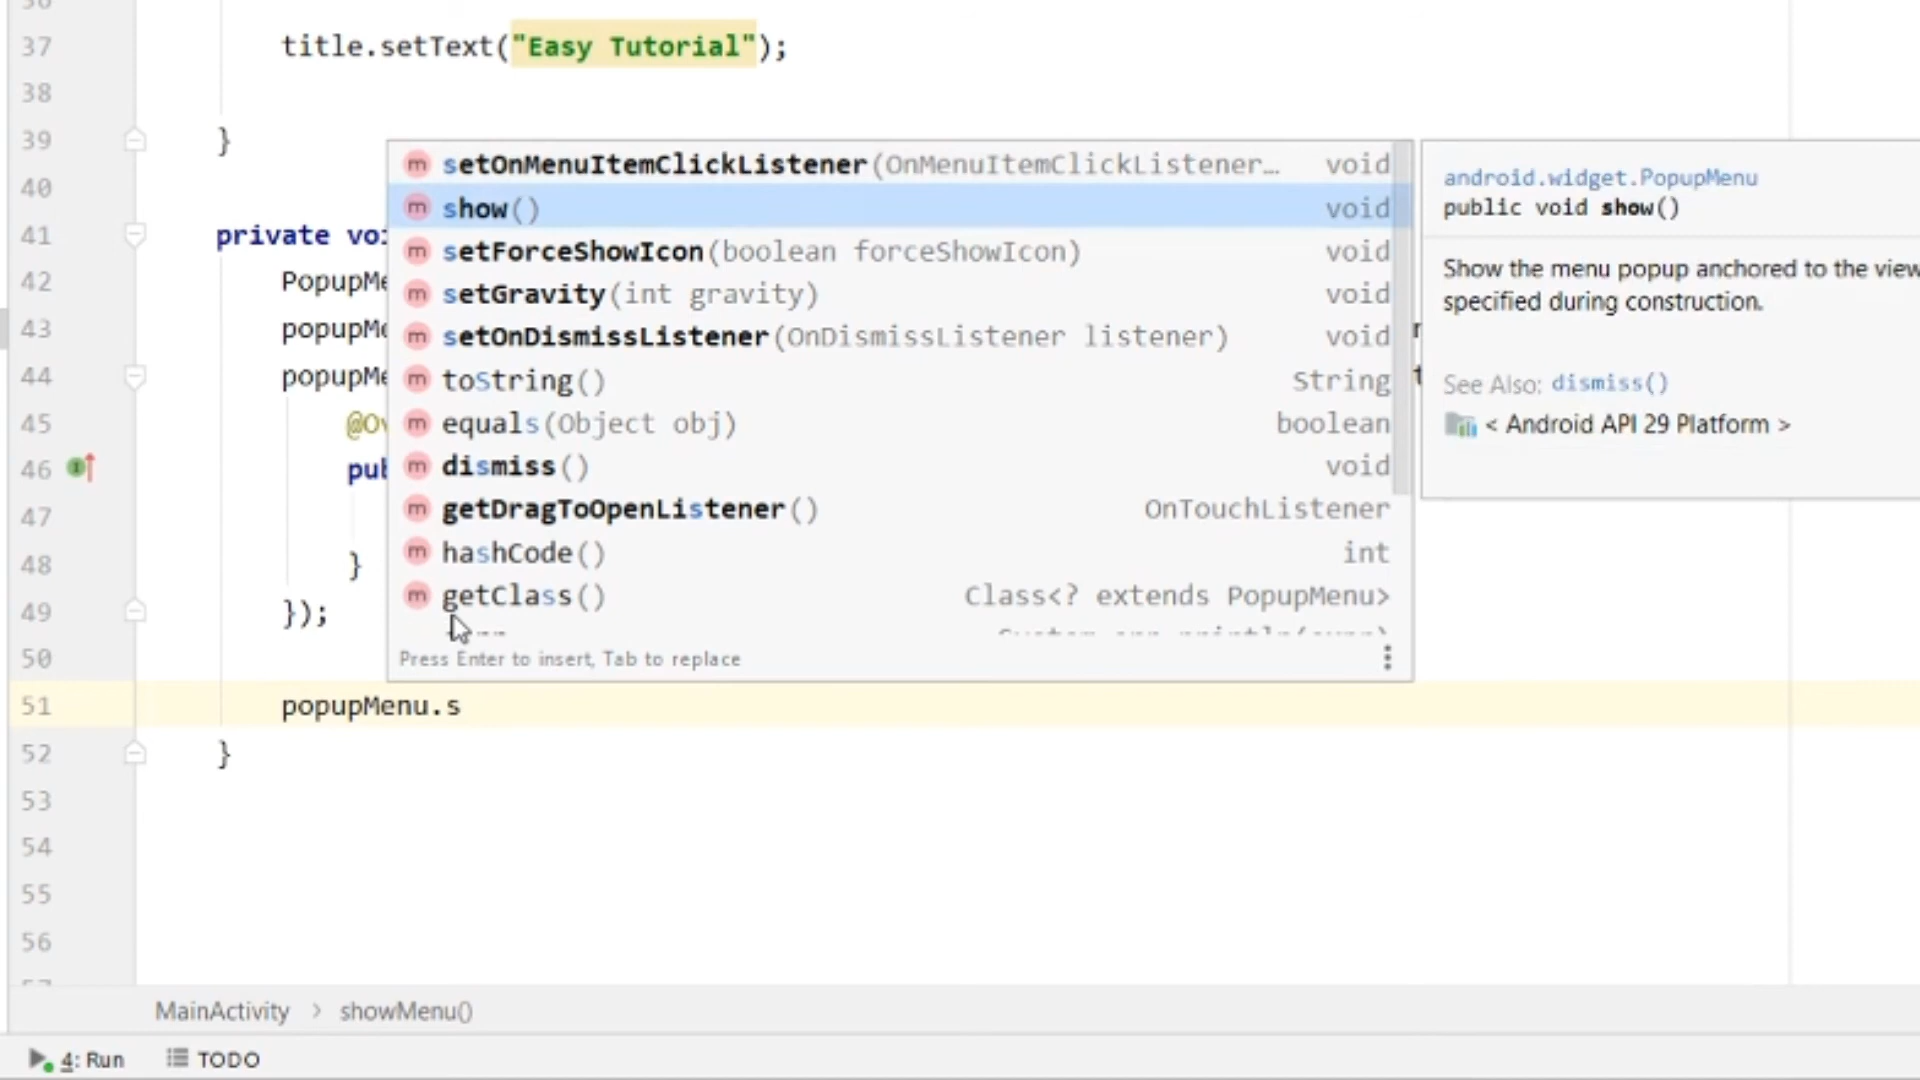 37 title.setText("Easy Tutorial");
38
39 }
40
41 private voi
42 PopupMe
43 popupMe
44 popupMe
45 @Ov
46 pub
47
48 }
49 });
50
51 popupMenu.s
52 }
53
54
55
56
setOnMenuItemClickListener(OnMenuItemClickListener… void
show() void
setForceShowIcon(boolean forceShowIcon) void
setGravity(int gravity) void
setOnDismissListener(OnDismissListener listener) void
toString() String
equals(Object obj) boolean
dismiss() void
getDragToOpenListener() OnTouchListener
hashCode() int
getClass() Class<? extends PopupMenu>
Press Enter to insert, Tab to replace
android.widget.PopupMenu
public void show()
Show the menu popup anchored to the view
specified during construction.
See Also: dismiss()
< Android API 29 Platform >
MainActivity > showMenu()
4: Run TODO